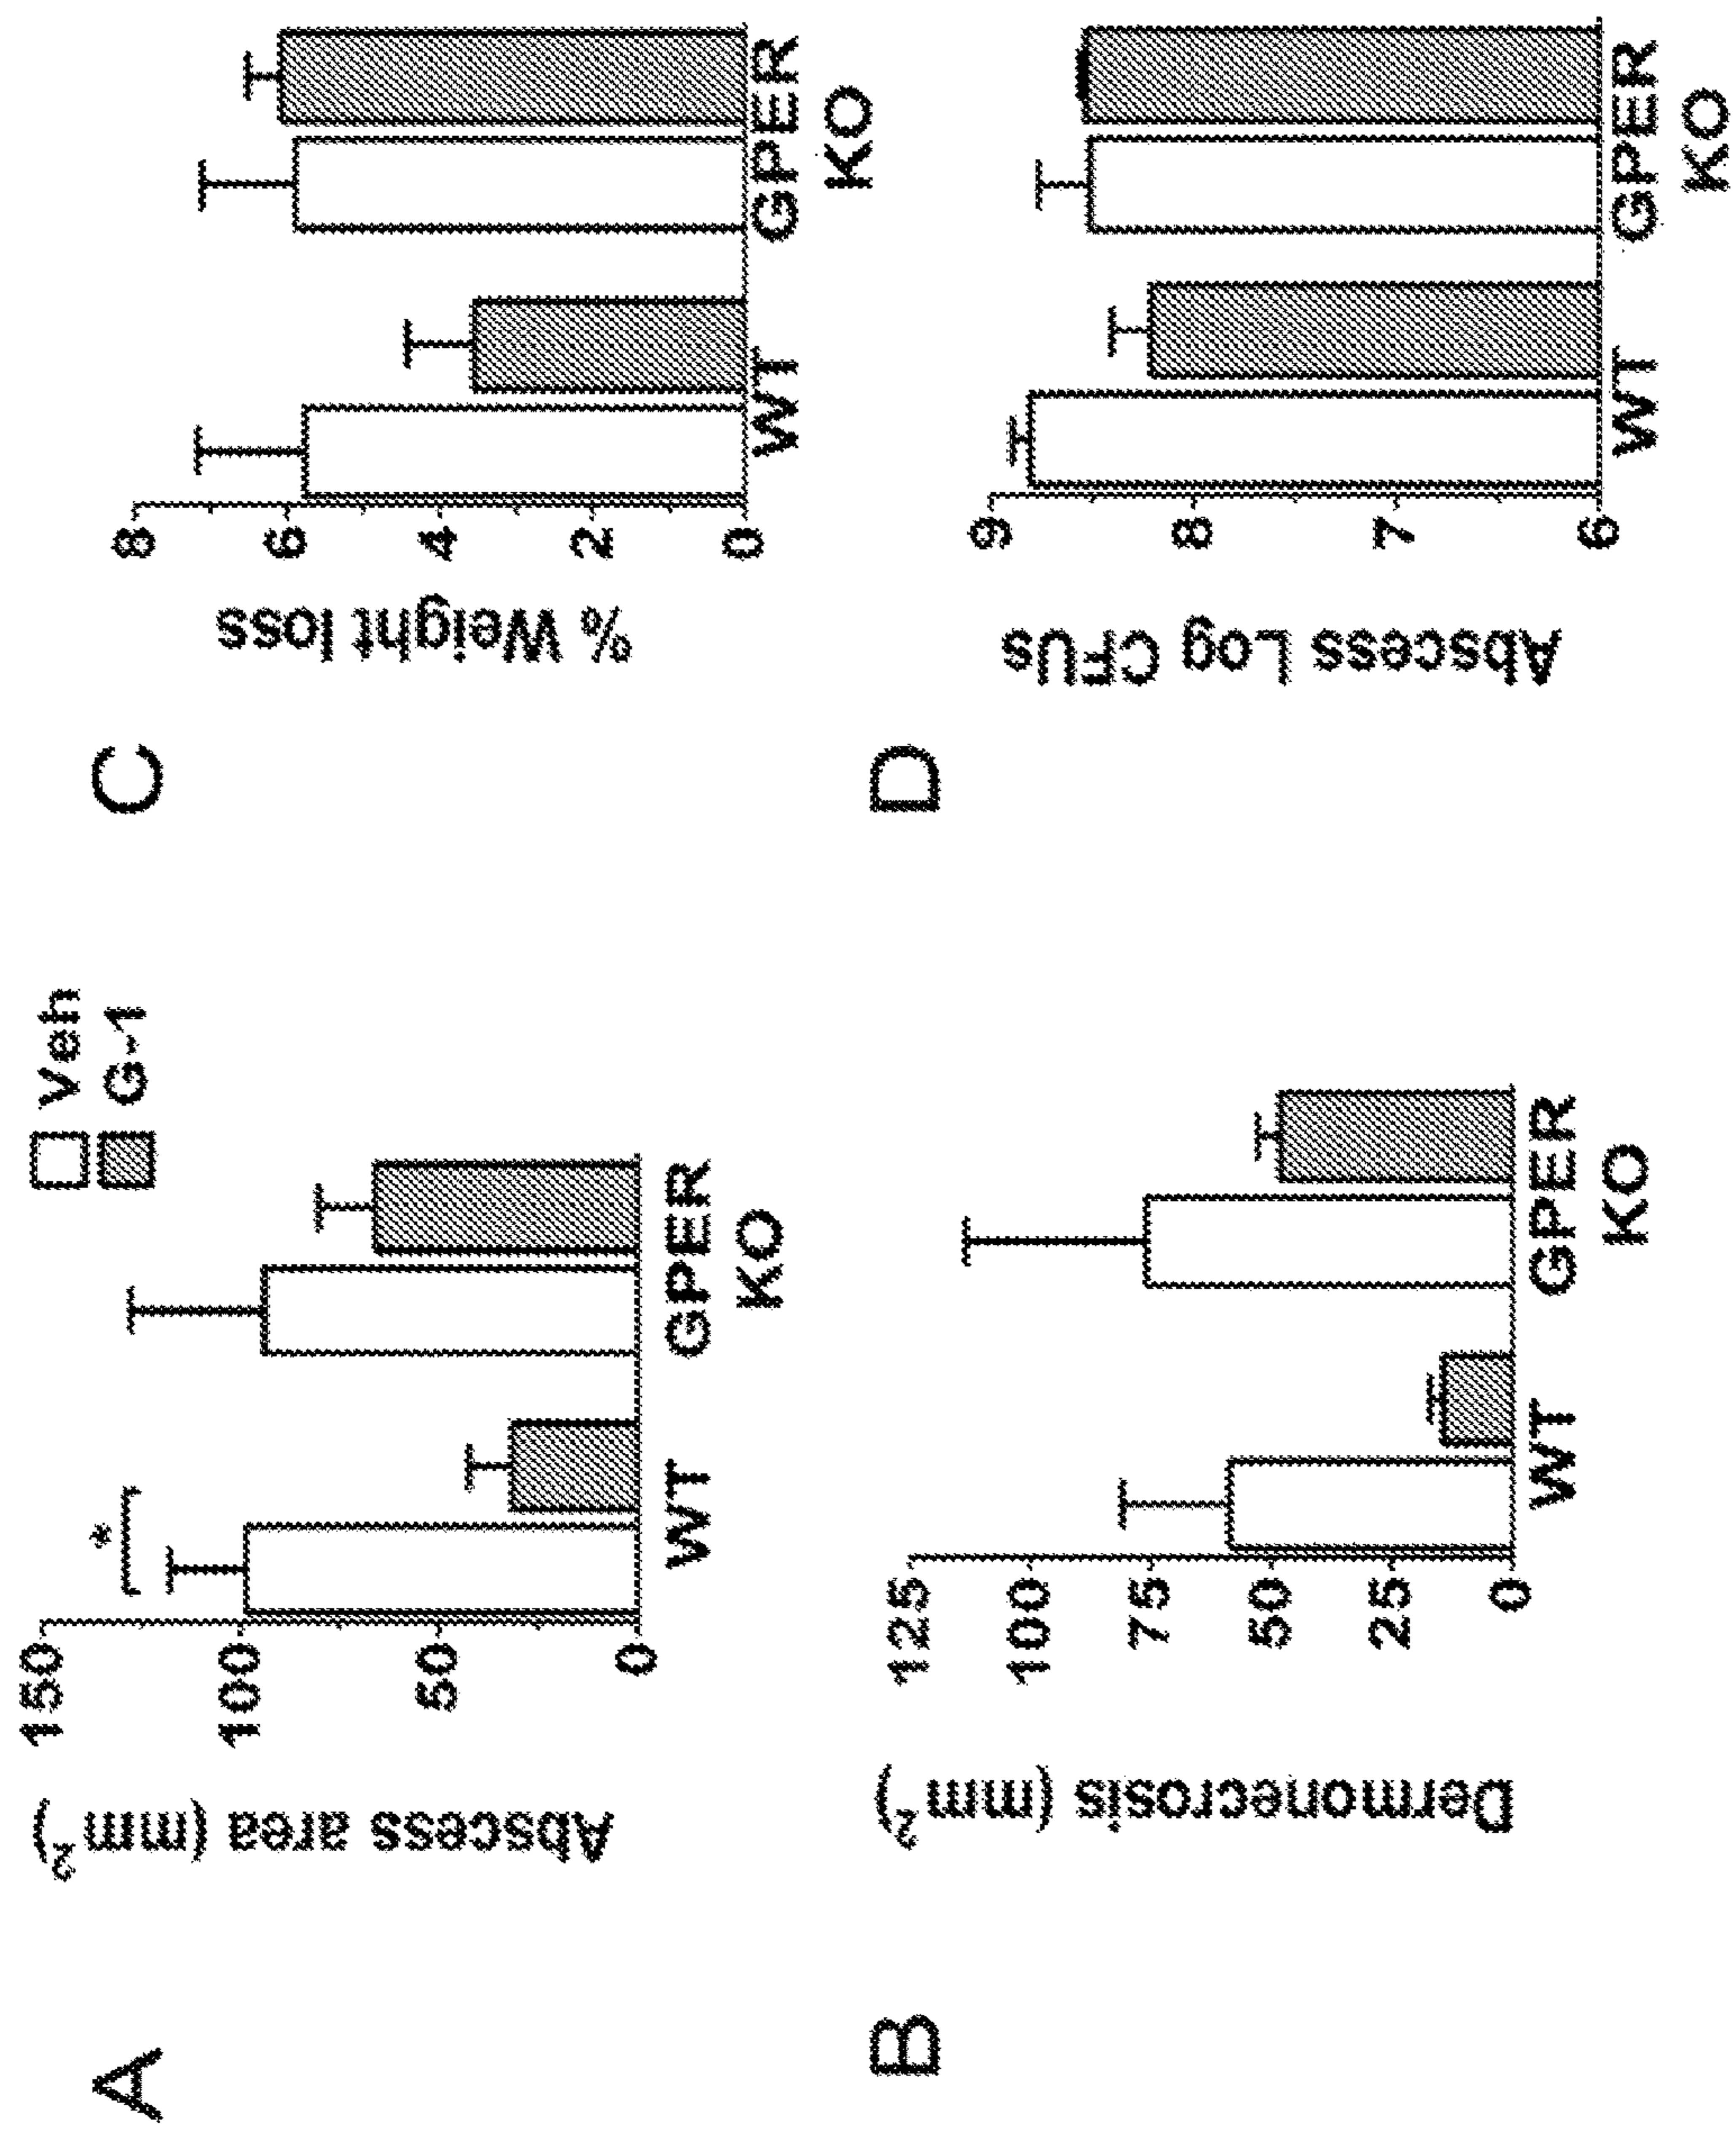 A
Abscess area (mm²)
150
100
50
0
*
Veh
G-1
WT
GPER
KO
B
Dermonecrosis (mm²)
125
100
75
50
25
0
WT
GPER
KO
C
% Weight loss
8
6
4
2
0
WT
GPER
KO
D
Abscess Log CFUs
9
8
7
6
WT
GPER
KO